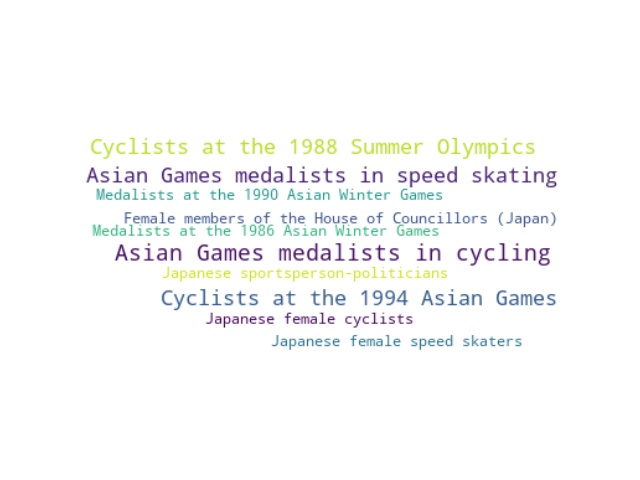 Cyclists at the 1988 Summer Olympics
Asian Games medalists in speed skating
Medalists at the 1990 Asian Winter Games
Female members of the House of Councillors (Japan)
Medalists at the 1986 Asian Winter Games
Asian Games medalists in cycling
Japanese sportsperson-politicians
Cyclists at the 1994 Asian Games
Japanese female cyclists
Japanese female speed skaters